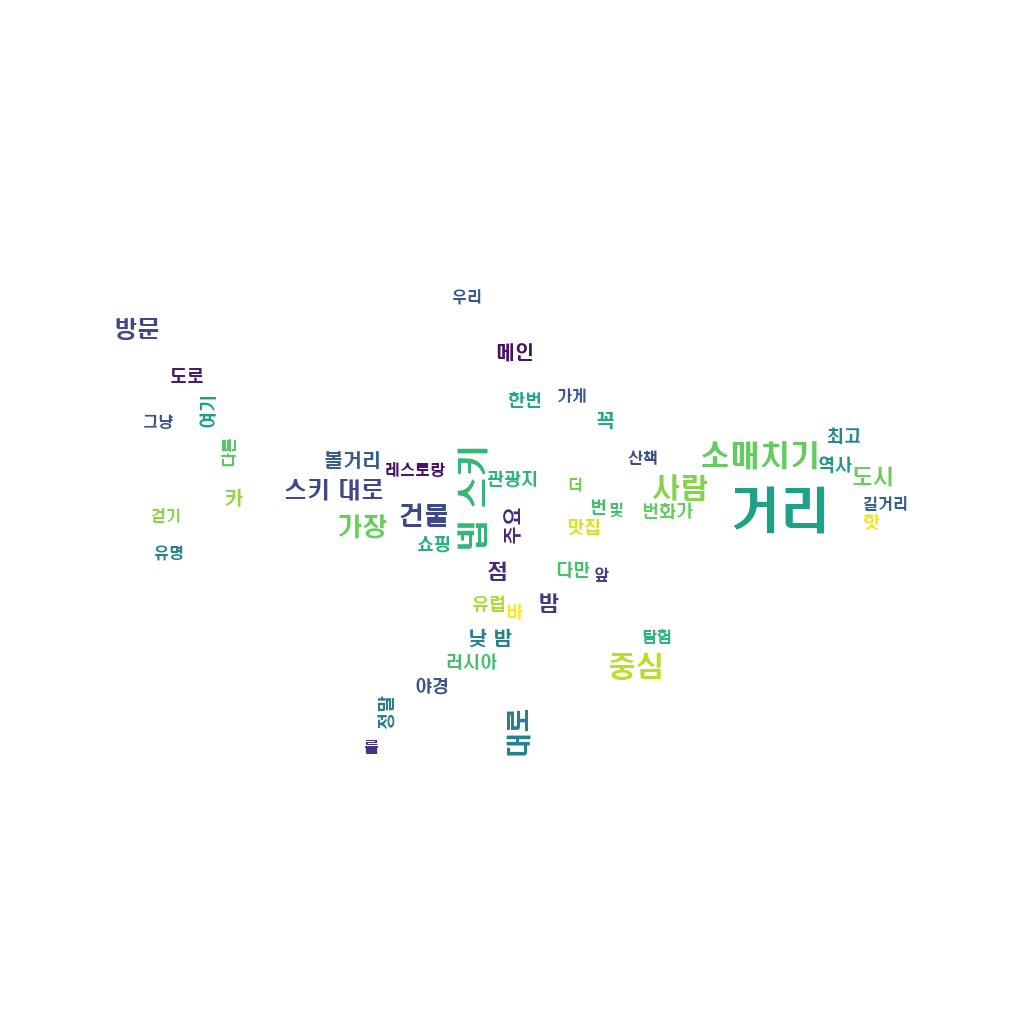 우리
방문
메인
도로
한번
가게
여기
그냥
꼭
다른
최고
소매치기
역사
도시
산책
볼거리
레스토랑
스키 대로
넵 스키
관광지
더
사람
거리
길거리
핫
카
걷기
가장
건물
쇼핑
주요
맛집
번
및
번화가
유명
점
다만
앞
유럽
바
밤
낮 밤
탐험
러시아
중심
야경
정말
대로
를